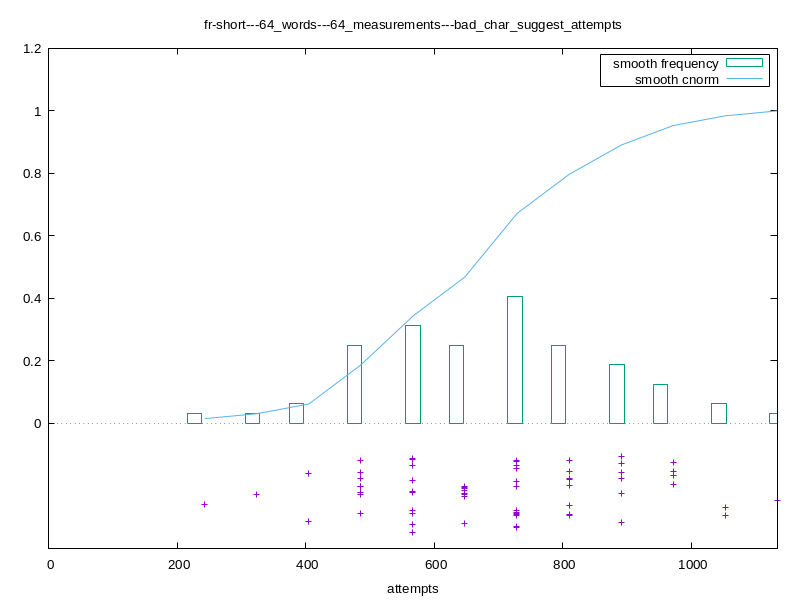 fr-short---64_words---64_measurements---bad_char_suggest_attempts
smooth frequency
smooth cnorm
1.2
1
0.8
0.6
0.4
0.2
0
0 200 400 600 800 1000
attempts